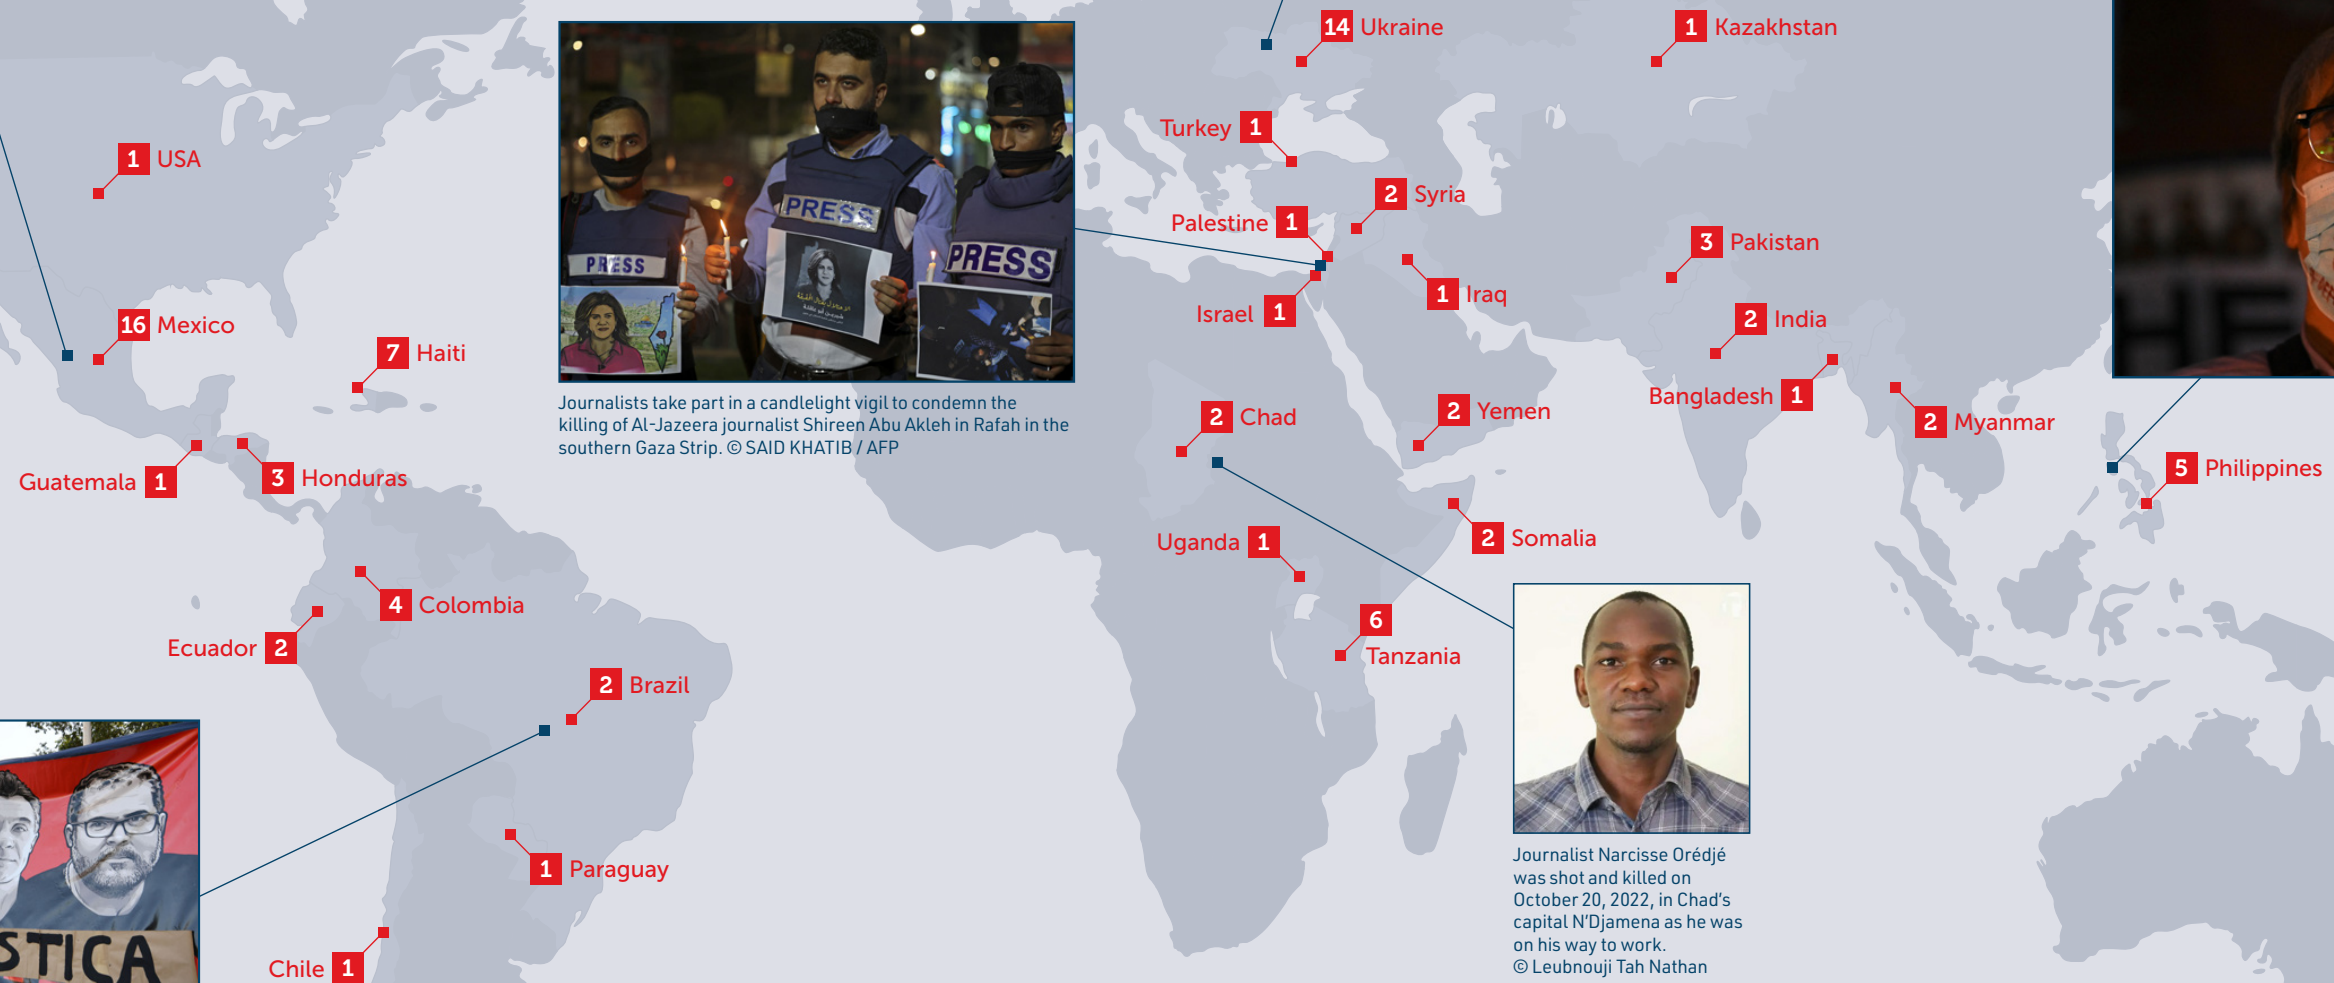 14 Ukraine
1 Kazakhstan
Turkey 1
1 USA
2 Syria
Palestine 1
3 Pakistan
Israel 1
1 Iraq
16 Mexico
2 India
7 Haiti
Bangladesh 1
2 Myanmar
PRESS
PRESS
PRESS
Journalists take part in a candlelight vigil to condemn the
killing of Al-Jazeera journalist Shireen Abu Akleh in Rafah in the
southern Gaza Strip. © SAID KHATIB / AFP
2 Chad
2 Yemen
5 Philippines
Guatemala 1
3 Honduras
Uganda 1
2 Somalia
4 Colombia
6
Tanzania
Ecuador 2
2 Brazil
1 Paraguay
Chile 1
STICA
HE
Journalist Narcisse Orédjé
was shot and killed on
October 20, 2022, in Chad's
capital N'Djamena as he was
on his way to work.
© Leubnouji Tah Nathan